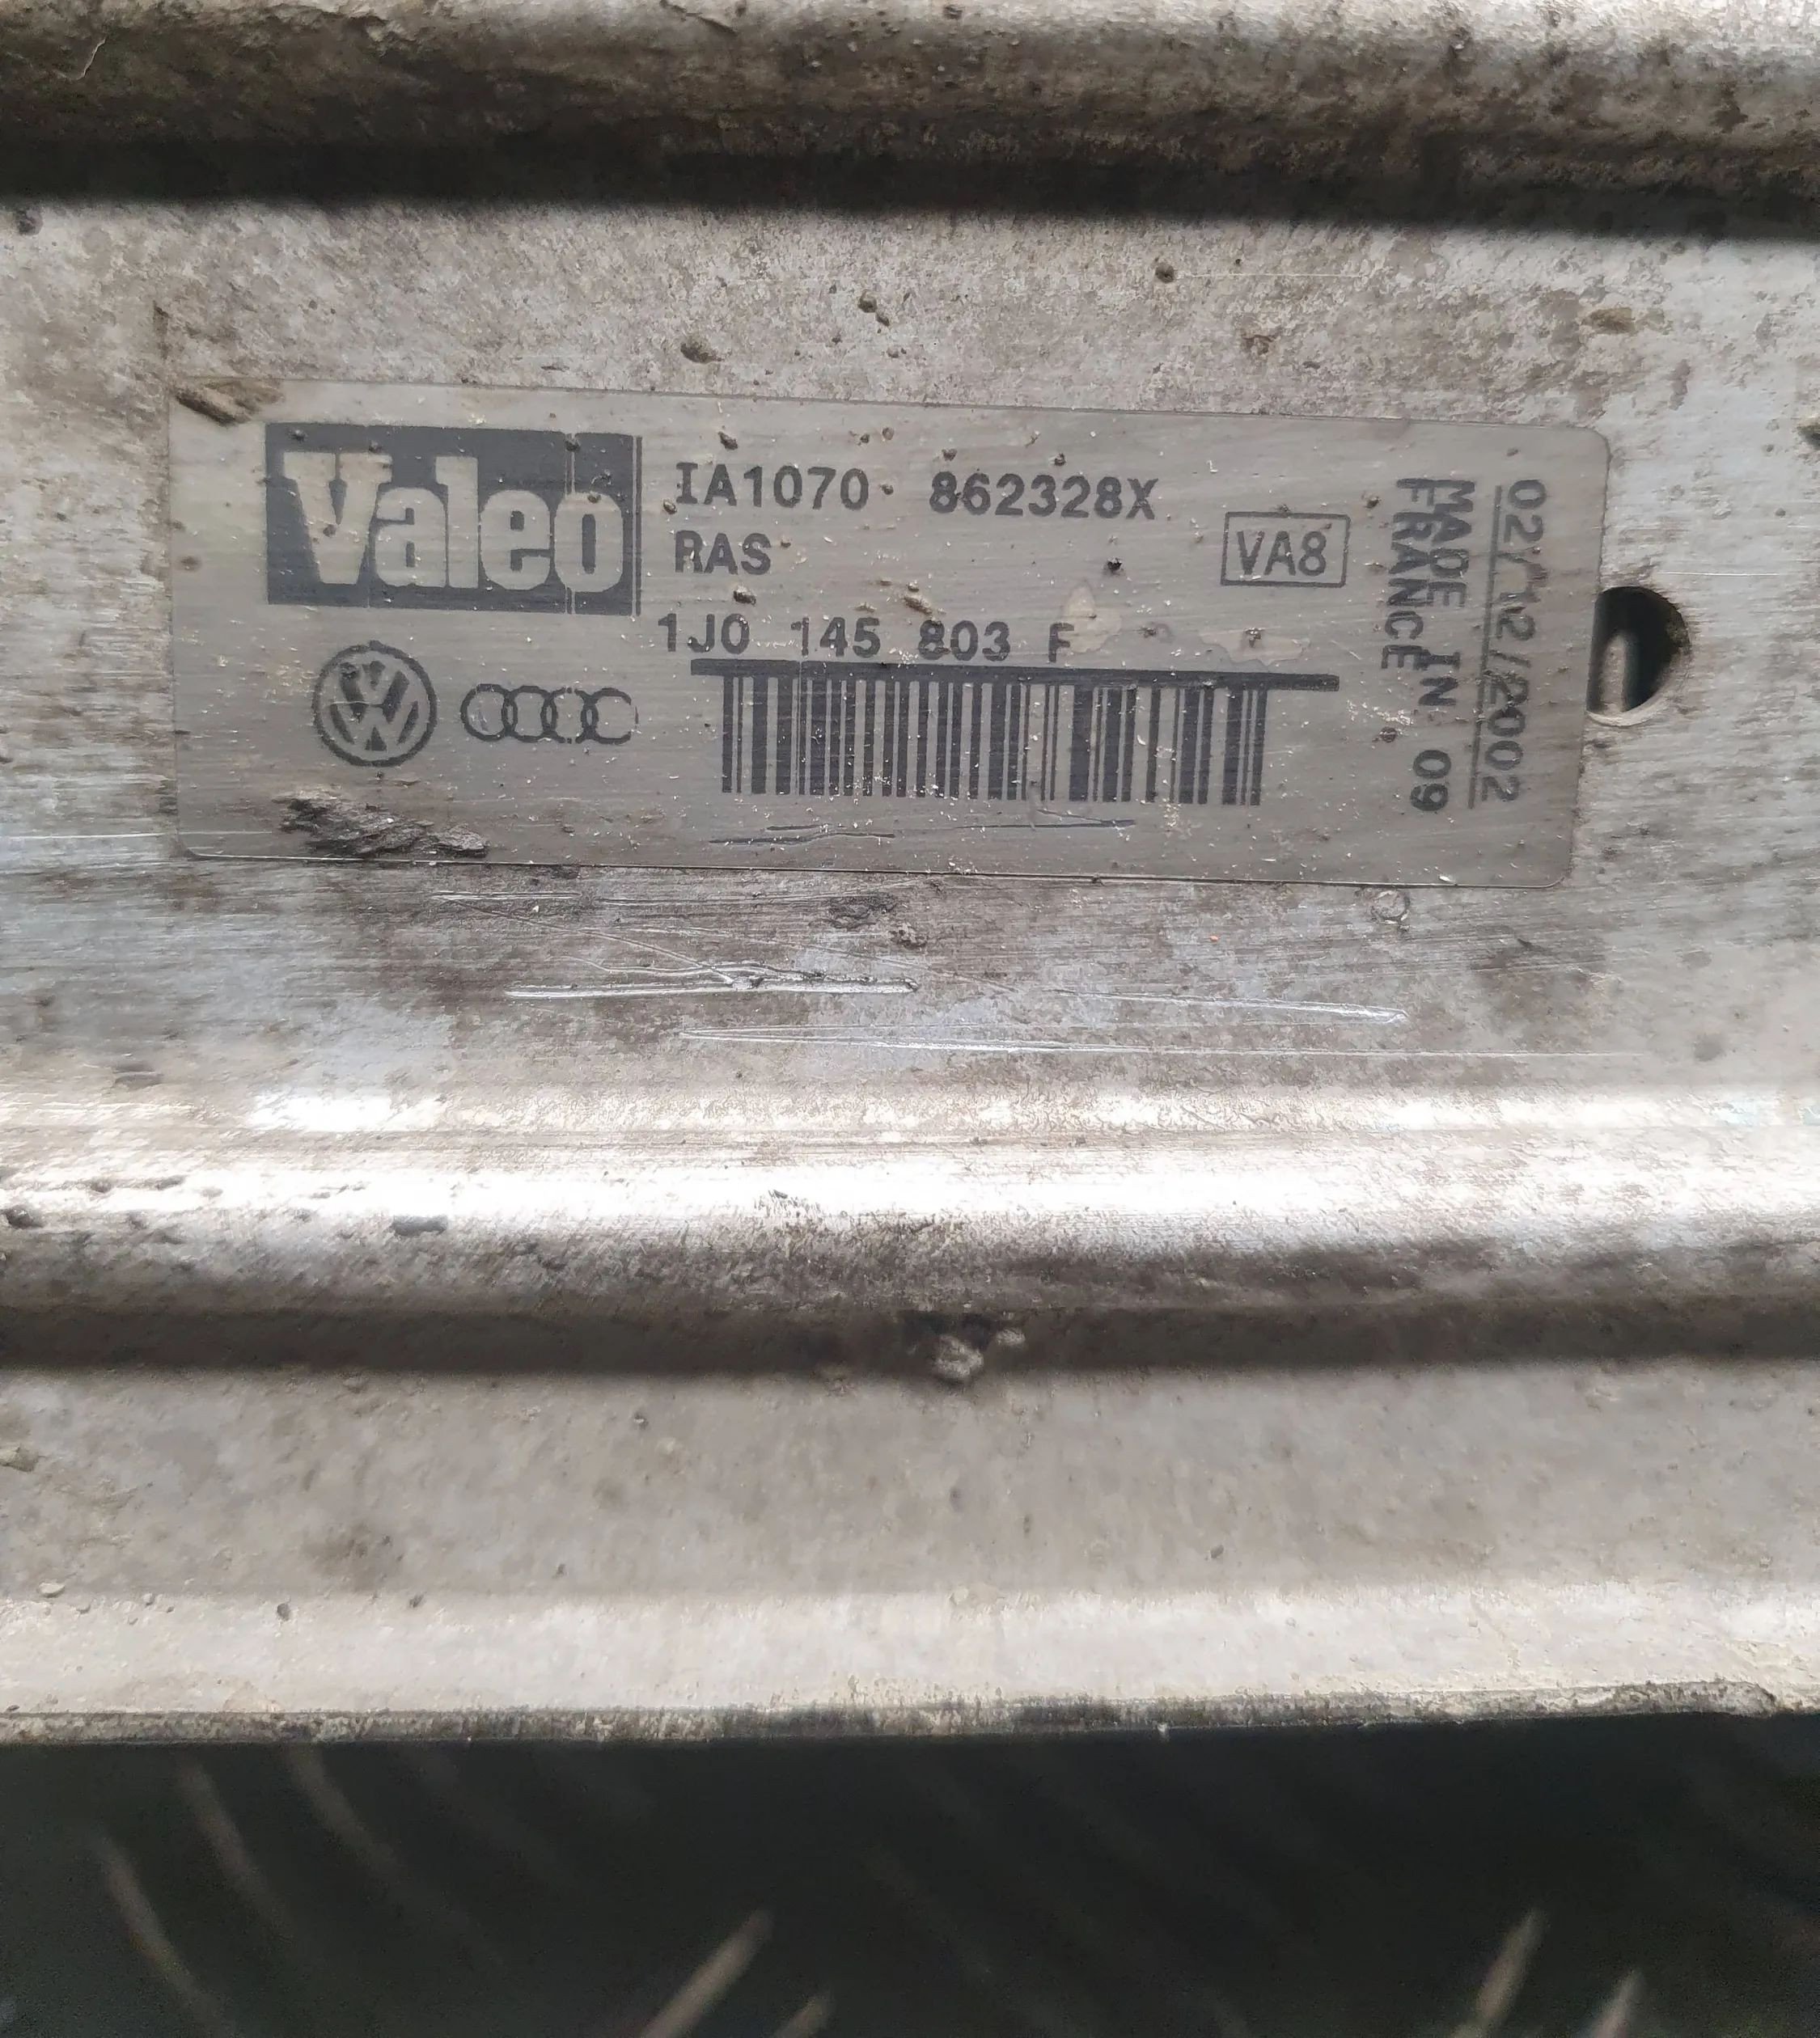 Valeo
IA1070 862328X
RAS
VA8
1J0 145 803 F
02/12/2002
MADE IN 09
FRANCE